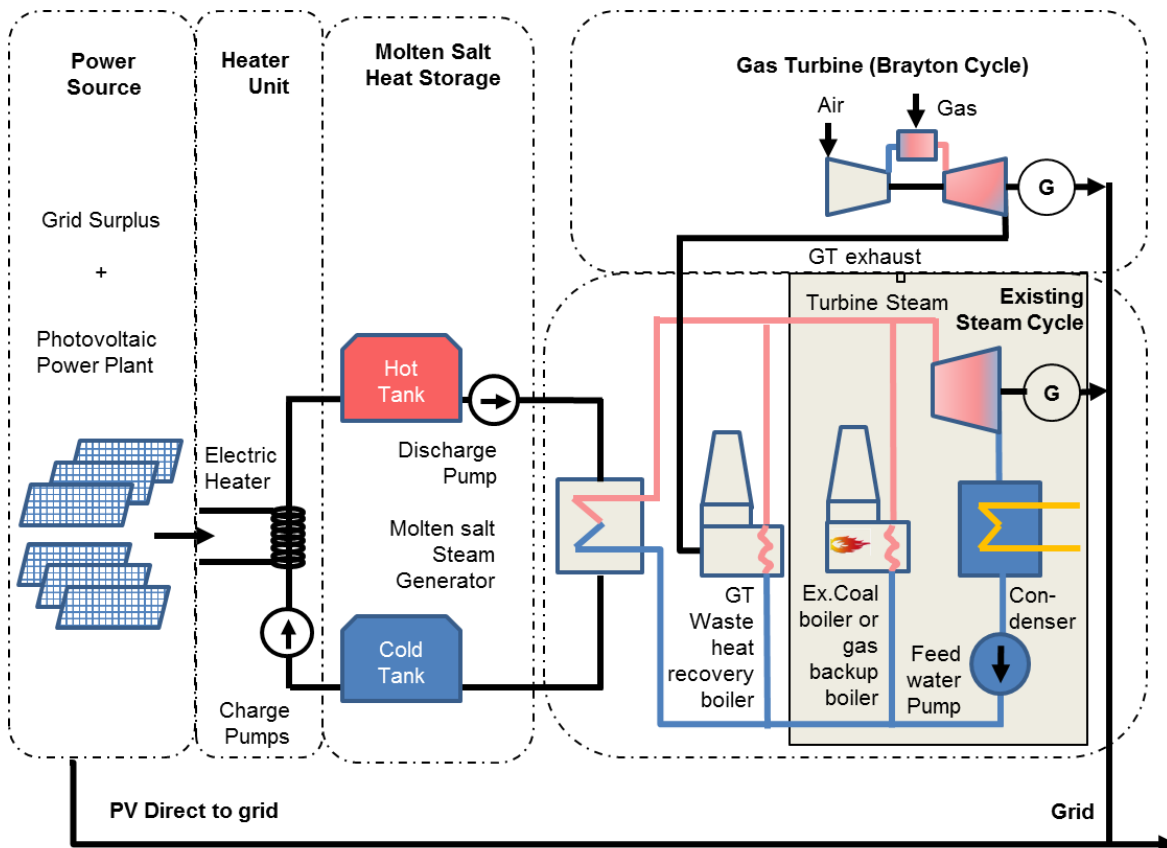 Power
Source
Heater
Unit
Molten Salt
Heat Storage
Gas Turbine (Brayton Cycle)
Air
Gas
G
GT exhaust
Grid Surplus
+
Photovoltaic
Power Plant
Turbine Steam
Existing
Steam Cycle
Hot
Tank
G
Electric
Heater
Discharge
Pump
Molten salt
Steam
Generator
Cold
Tank
Charge
Pumps
GT
Waste
heat
recovery
boiler
Ex.Coal
boiler or
gas
backup
boiler
Con-
denser
Feed
water
Pump
PV Direct to grid
Grid